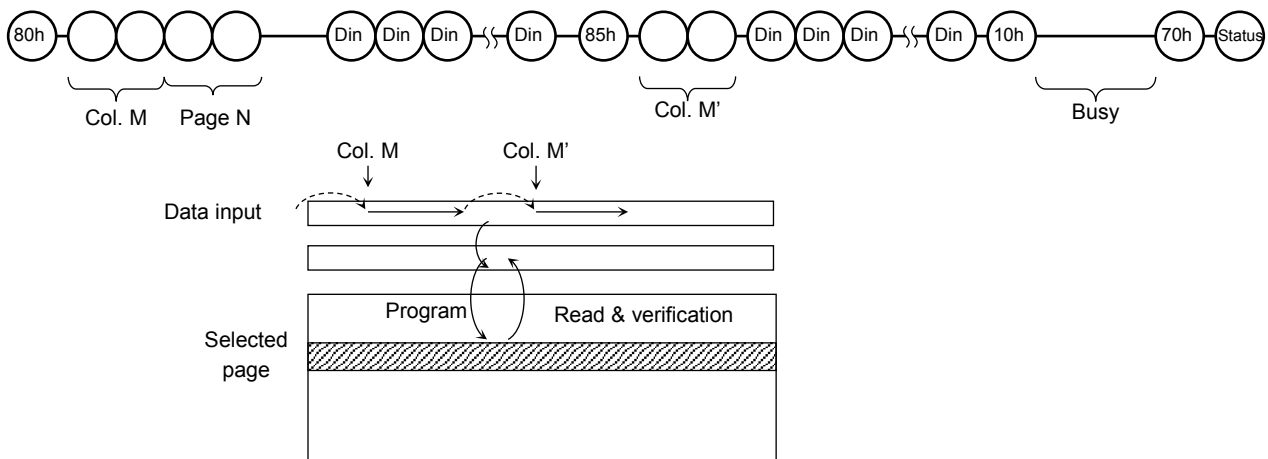 80h Din Din Din Din 85h Din Din Din Din 10h 70h Status
Col. M Page N Col. M’ Busy
Col. M Col. M’
Data input
Program Read & verification
Selected
page